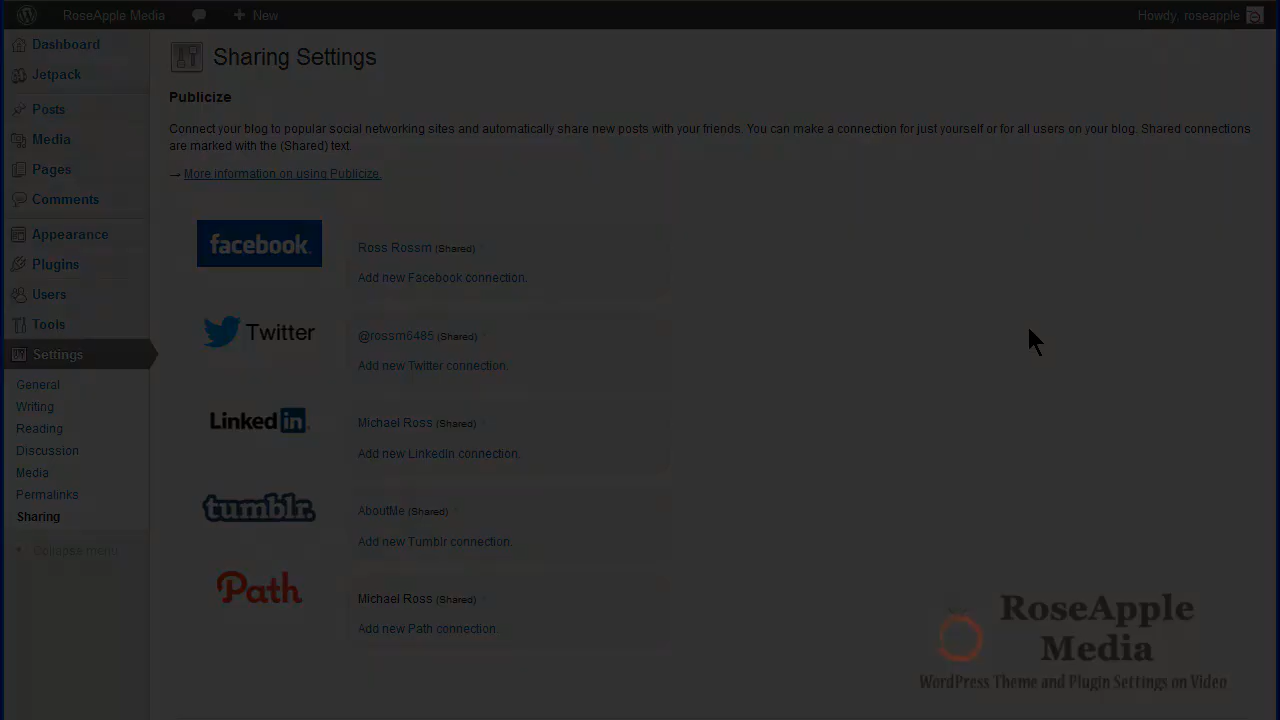 RoseApple Media
New
Howdy, roseapple
Dashboard
Jetpack
Posts
Media
Pages
Comments
Appearance
Plugins
Users
Tools
Settings
General
Writing
Reading
Discussion
Media
Permalinks
Sharing
Collapse menu
Sharing Settings
Publicize
Connect your blog to popular social networking sites and automatically share new posts with your friends. You can make a connection for just yourself or for all users on your blog. Shared connections
are marked with the (Shared) text.
→ More information on using Publicize.
facebook.
Ross Rossm (Shared)
Add new Facebook connection.
Twitter
@rossm6485 (Shared)
Add new Twitter connection.
Linked in.
Michael Ross (Shared)
Add new LinkedIn connection.
tumblr.
AboutMe (Shared)
Add new Tumblr connection.
Path
Michael Ross (Shared)
Add new Path connection.
RoseApple
Media
WordPress Theme and Plugin Settings on Video